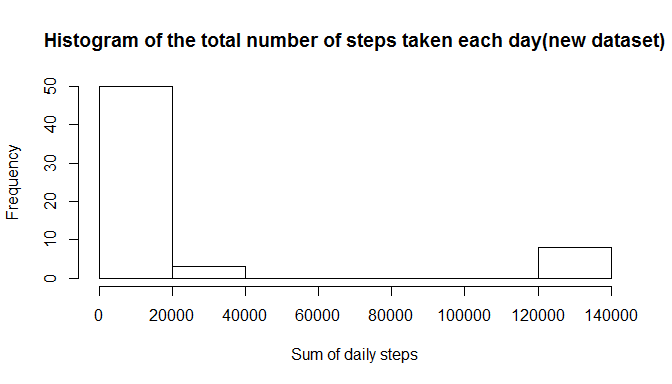 Histogram of the total number of steps taken each day(new dataset)
Frequency
50
40
30
20
10
0
0 20000 40000 60000 80000 100000 120000 140000
Sum of daily steps